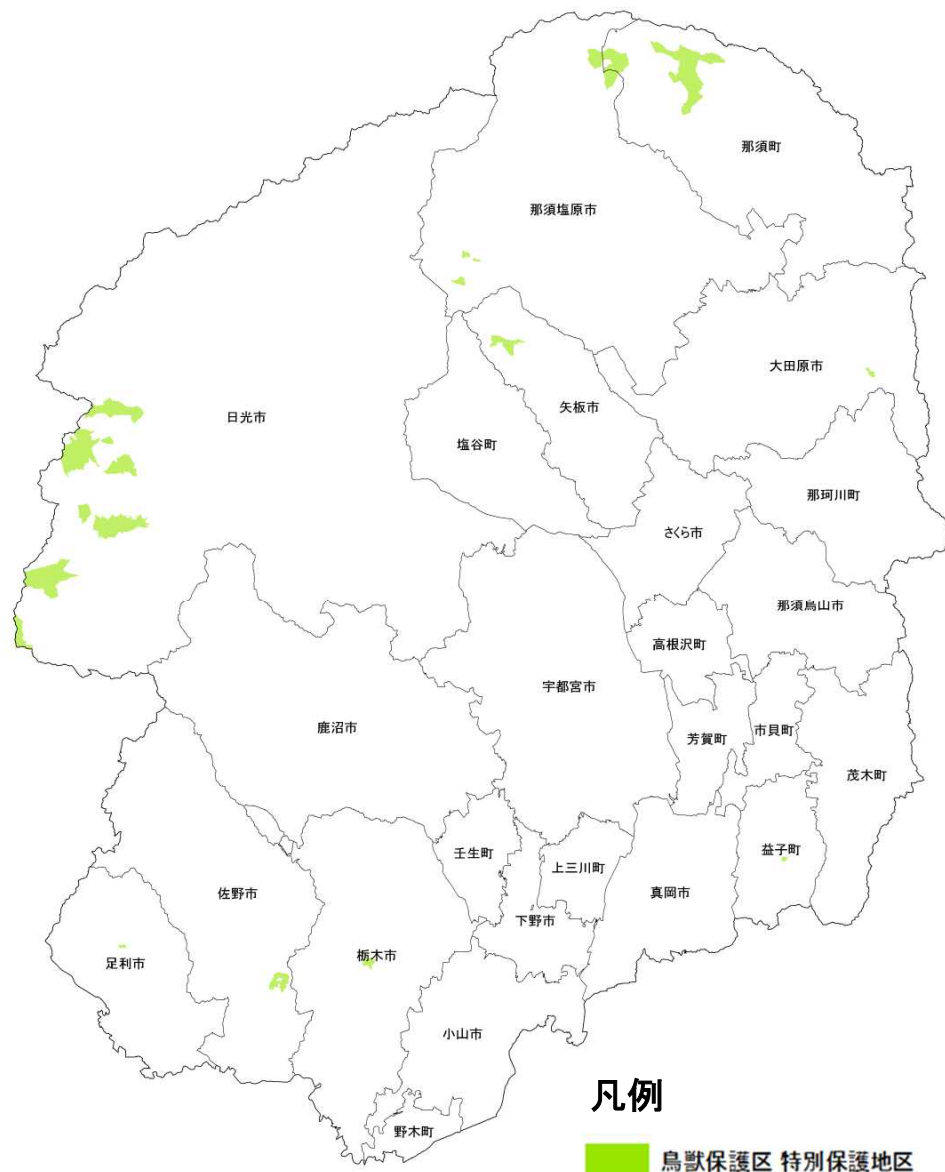 那須町
那須塩原市
大田原市
日光市
矢板市
塩谷町
那珂川町
さくら市
那須烏山市
高根沢町
宇都宮市
鹿沼市
芳賀町
市貝町
茂木町
壬生町
上三川町
益子町
佐野市
真岡市
下野市
栃木市
足利市
小山市
野木町
凡例
鳥獣保護区 特別保護地区